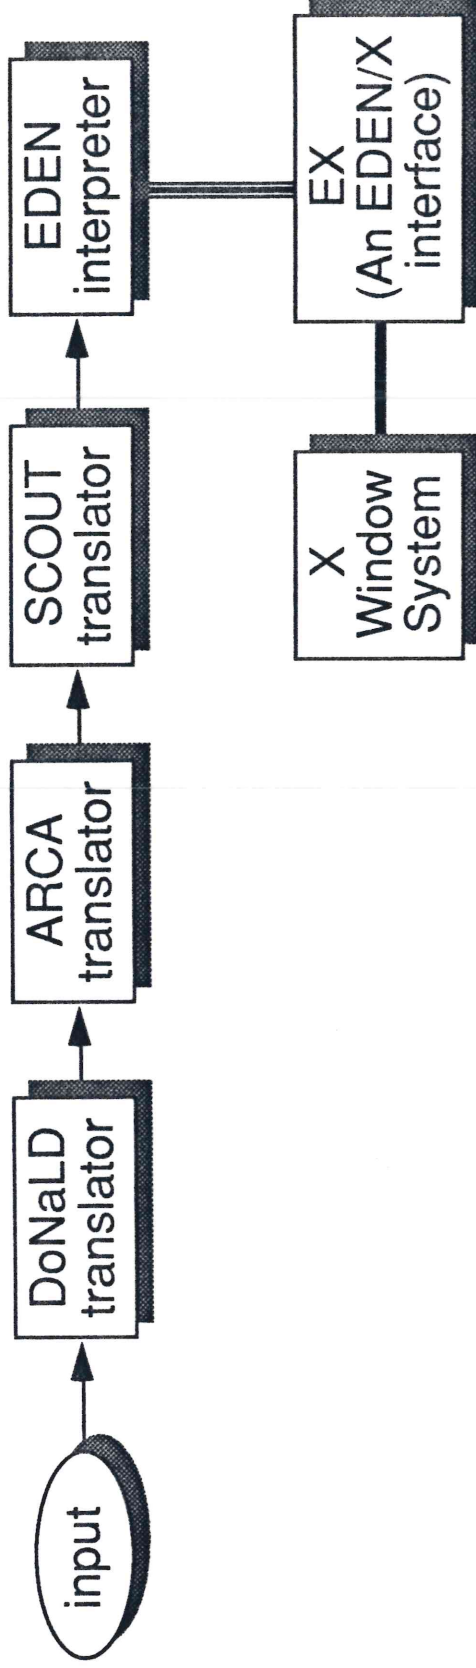 input
DoNaLD
translator
ARCA
translator
SCOUT
translator
EDEN
interpreter
X
Window
System
EX
(An EDEN/X
interface)